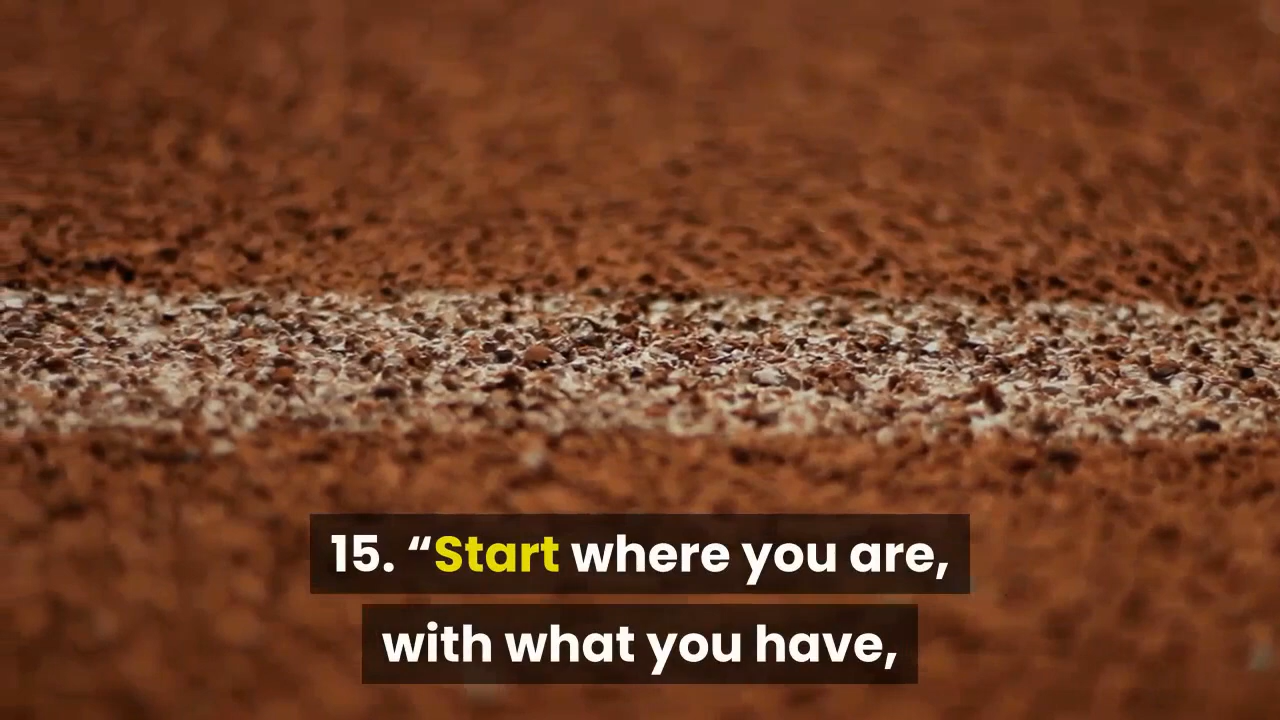 15. “Start where you are,
with what you have,